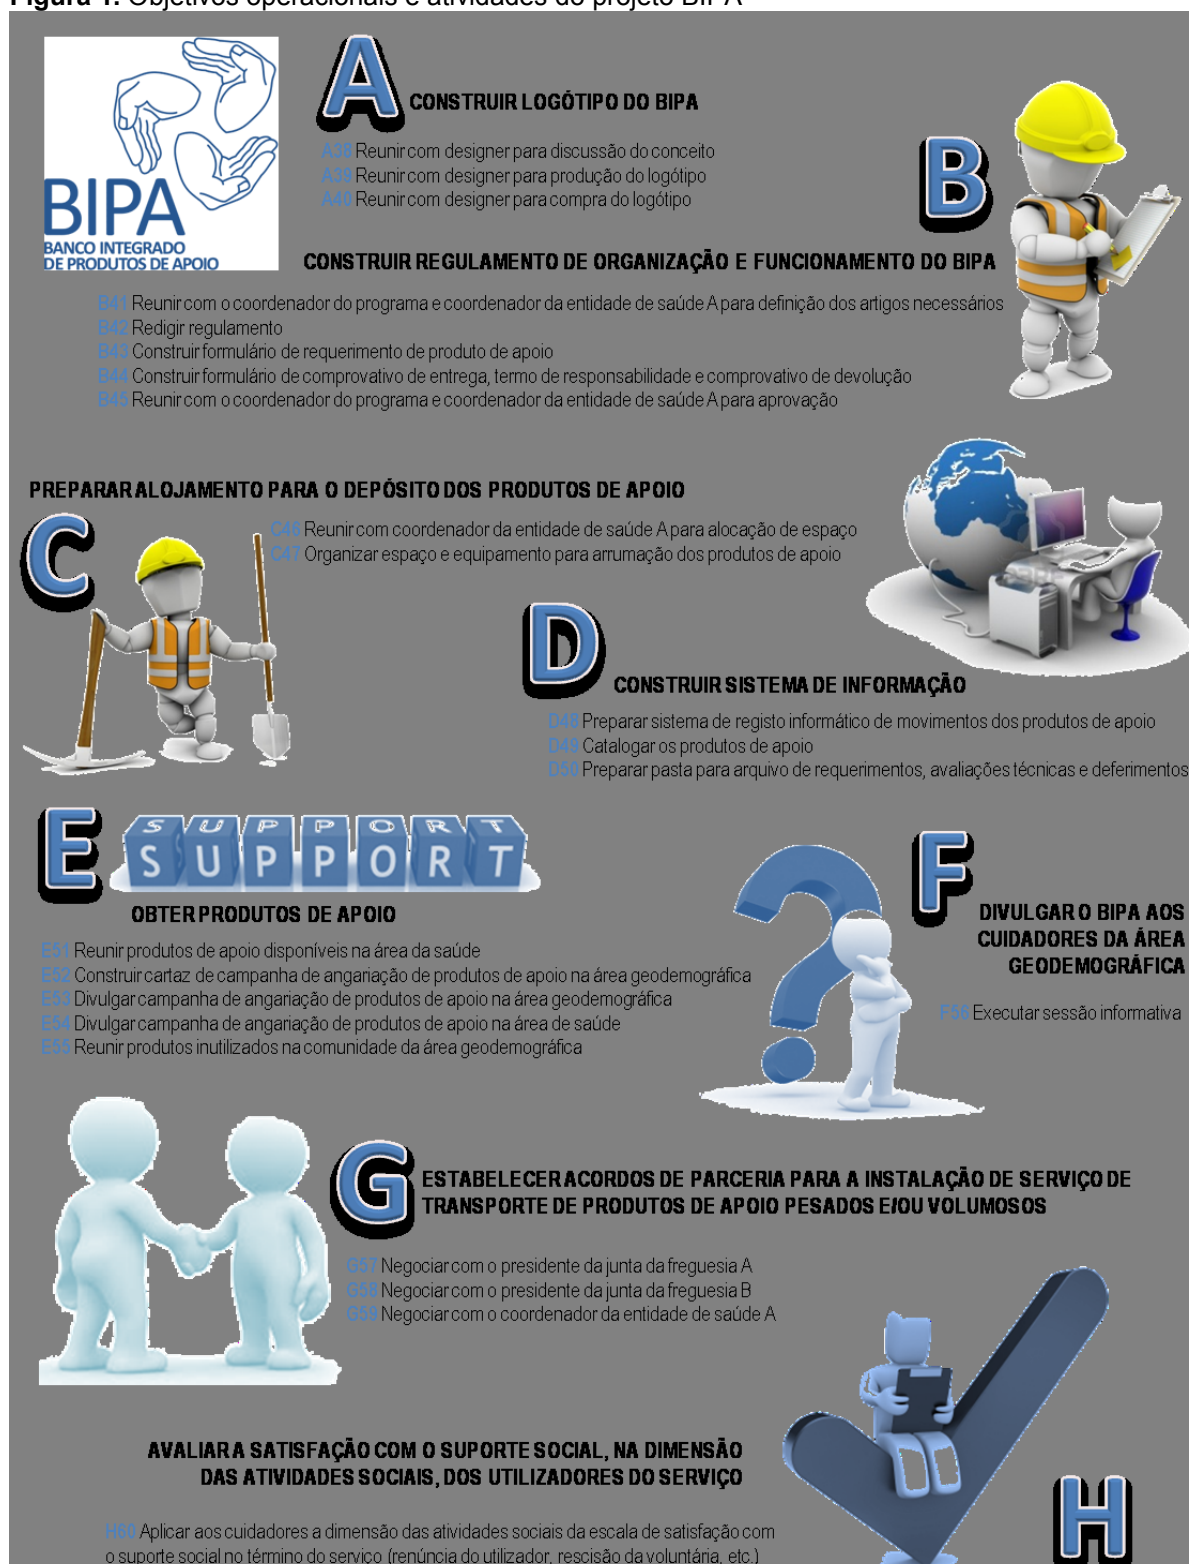 Figura 1. Objetivos operacionais e atividades do projeto BIPA
BIPA
BANCO INTEGRADO
DE PRODUTOS DE APOIO
A
CONSTRUIR LOGÓTIPO DO BIPA
A38 Reunir com designer para discussão do conceito
A39 Reunir com designer para produção do logótipo
A40 Reunir com designer para compra do logótipo
B
CONSTRUIR REGULAMENTO DE ORGANIZAÇÃO E FUNCIONAMENTO DO BIPA
B41 Reunir com o coordenador do programa e coordenador da entidade de saúde A para definição dos artigos necessários
B42 Redigir regulamento
B43 Construir formulário de requerimento de produto de apoio
B44 Construir formulário de comprovativo de entrega, termo de responsabilidade e comprovativo de devolução
B45 Reunir com o coordenador do programa e coordenador da entidade de saúde A para aprovação
PREPARAR ALOJAMENTO PARA O DEPÓSITO DOS PRODUTOS DE APOIO
C
C46 Reunir com coordenador da entidade de saúde A para alocação de espaço
C47 Organizar espaço e equipamento para arrumação dos produtos de apoio
D
CONSTRUIR SISTEMA DE INFORMAÇÃO
D48 Preparar sistema de registo informático de movimentos dos produtos de apoio
D49 Catalogar os produtos de apoio
D50 Preparar pasta para arquivo de requerimentos, avaliações técnicas e deferimentos
E
SUPPORT
SUPPORT
OBTER PRODUTOS DE APOIO
E51 Reunir produtos de apoio disponíveis na área da saúde
E52 Construir cartaz de campanha de angariação de produtos de apoio na área geodemográfica
E53 Divulgar campanha de angariação de produtos de apoio na área geodemográfica
E54 Divulgar campanha de angariação de produtos de apoio na área de saúde
E55 Reunir produtos inutilizados na comunidade da área geodemográfica
F
DIVULGAR O BIPA AOS
CUIDADORES DA ÁREA
GEODEMOGRÁFICA
F56 Executar sessão informativa
G
ESTABELECER ACORDOS DE PARCERIA PARA A INSTALAÇÃO DE SERVIÇO DE
TRANSPORTE DE PRODUTOS DE APOIO PESADOS E/OU VOLUMOSOS
G57 Negociar com o presidente da junta da freguesia A
G58 Negociar com o presidente da junta da freguesia B
G59 Negociar com o coordenador da entidade de saúde A
AVALIAR A SATISFAÇÃO COM O SUPORTE SOCIAL, NA DIMENSÃO
DAS ATIVIDADES SOCIAIS, DOS UTILIZADORES DO SERVIÇO
H
H60 Aplicar aos cuidadores a dimensão das atividades sociais da escala de satisfação com
o suporte social no término do serviço (renúncia do utilizador, rescisão da voluntária, etc.)